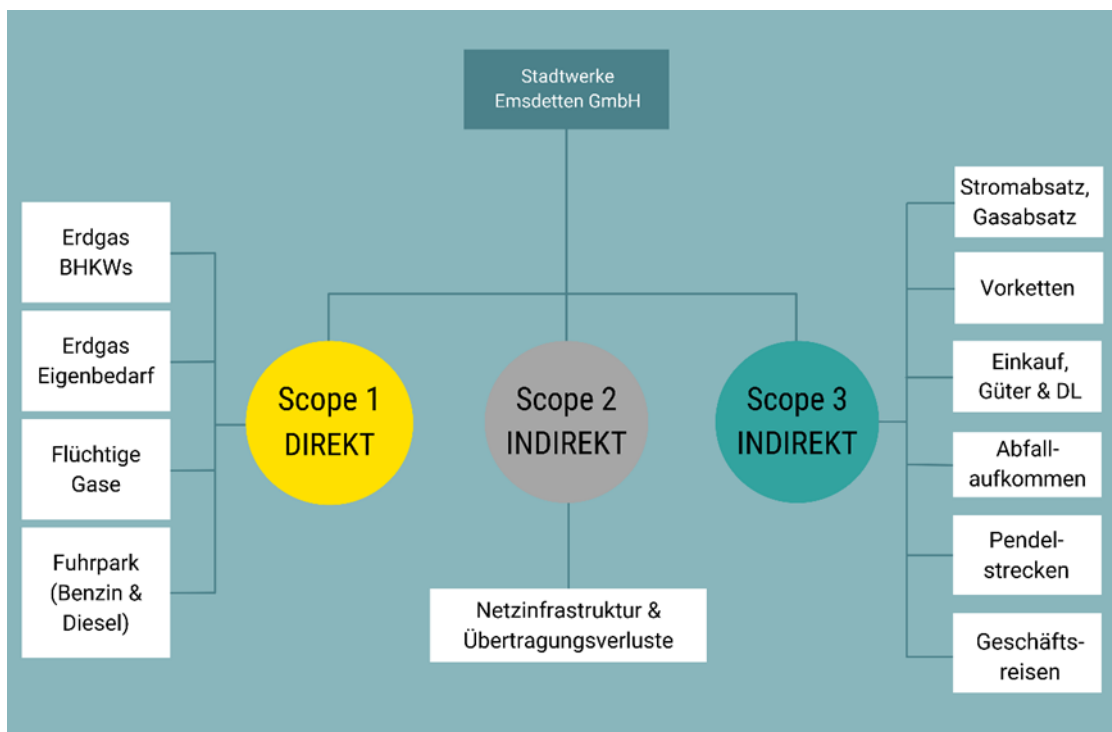 Stadtwerke
Emsdetten GmbH
Erdgas
BHKWs
Erdgas
Eigenbedarf
Flüchtige
Gase
Fuhrpark
(Benzin &
Diesel)
Scope 1
DIREKT
Scope 2
INDIREKT
Netzinfrastruktur &
Übertragungsverluste
Scope 3
INDIREKT
Stromabsatz,
Gasabsatz
Vorketten
Einkauf,
Güter & DL
Abfall-
aufkommen
Pendel-
strecken
Geschäfts-
reisen